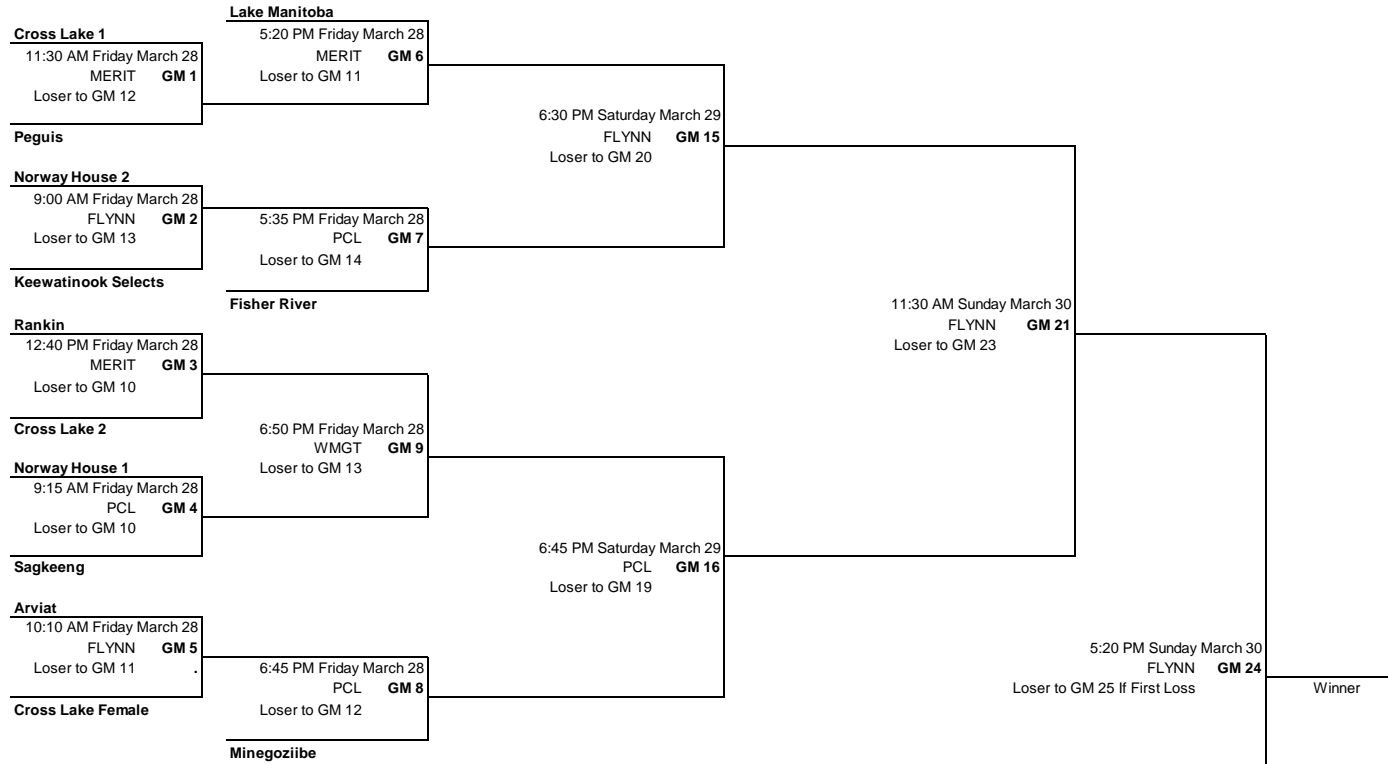 Lake Manitoba
Cross Lake 1
5:20 PM Friday March 28
11:30 AM Friday March 28
MERIT GM 6
MERIT GM 1
Loser to GM 11
Loser to GM 12
6:30 PM Saturday March 29
Peguis
FLYNN GM 15
Loser to GM 20
Norway House 2
9:00 AM Friday March 28
FLYNN GM 2
5:35 PM Friday March 28
Loser to GM 13
PCL GM 7
Loser to GM 14
Keewatinook Selects
Fisher River
11:30 AM Sunday March 30
Rankin
FLYNN GM 21
12:40 PM Friday March 28
Loser to GM 23
MERIT GM 3
Loser to GM 10
Cross Lake 2
6:50 PM Friday March 28
WMGT GM 9
Norway House 1
Loser to GM 13
9:15 AM Friday March 28
PCL GM 4
Loser to GM 10
6:45 PM Saturday March 29
Sagkeeng
PCL GM 16
Loser to GM 19
Arviat
10:10 AM Friday March 28
FLYNN GM 5
5:20 PM Sunday March 30
Loser to GM 11 .
6:45 PM Friday March 28
FLYNN GM 24
PCL GM 8
Loser to GM 25 If First Loss
Winner
Cross Lake Female
Loser to GM 12
Minegoziibe